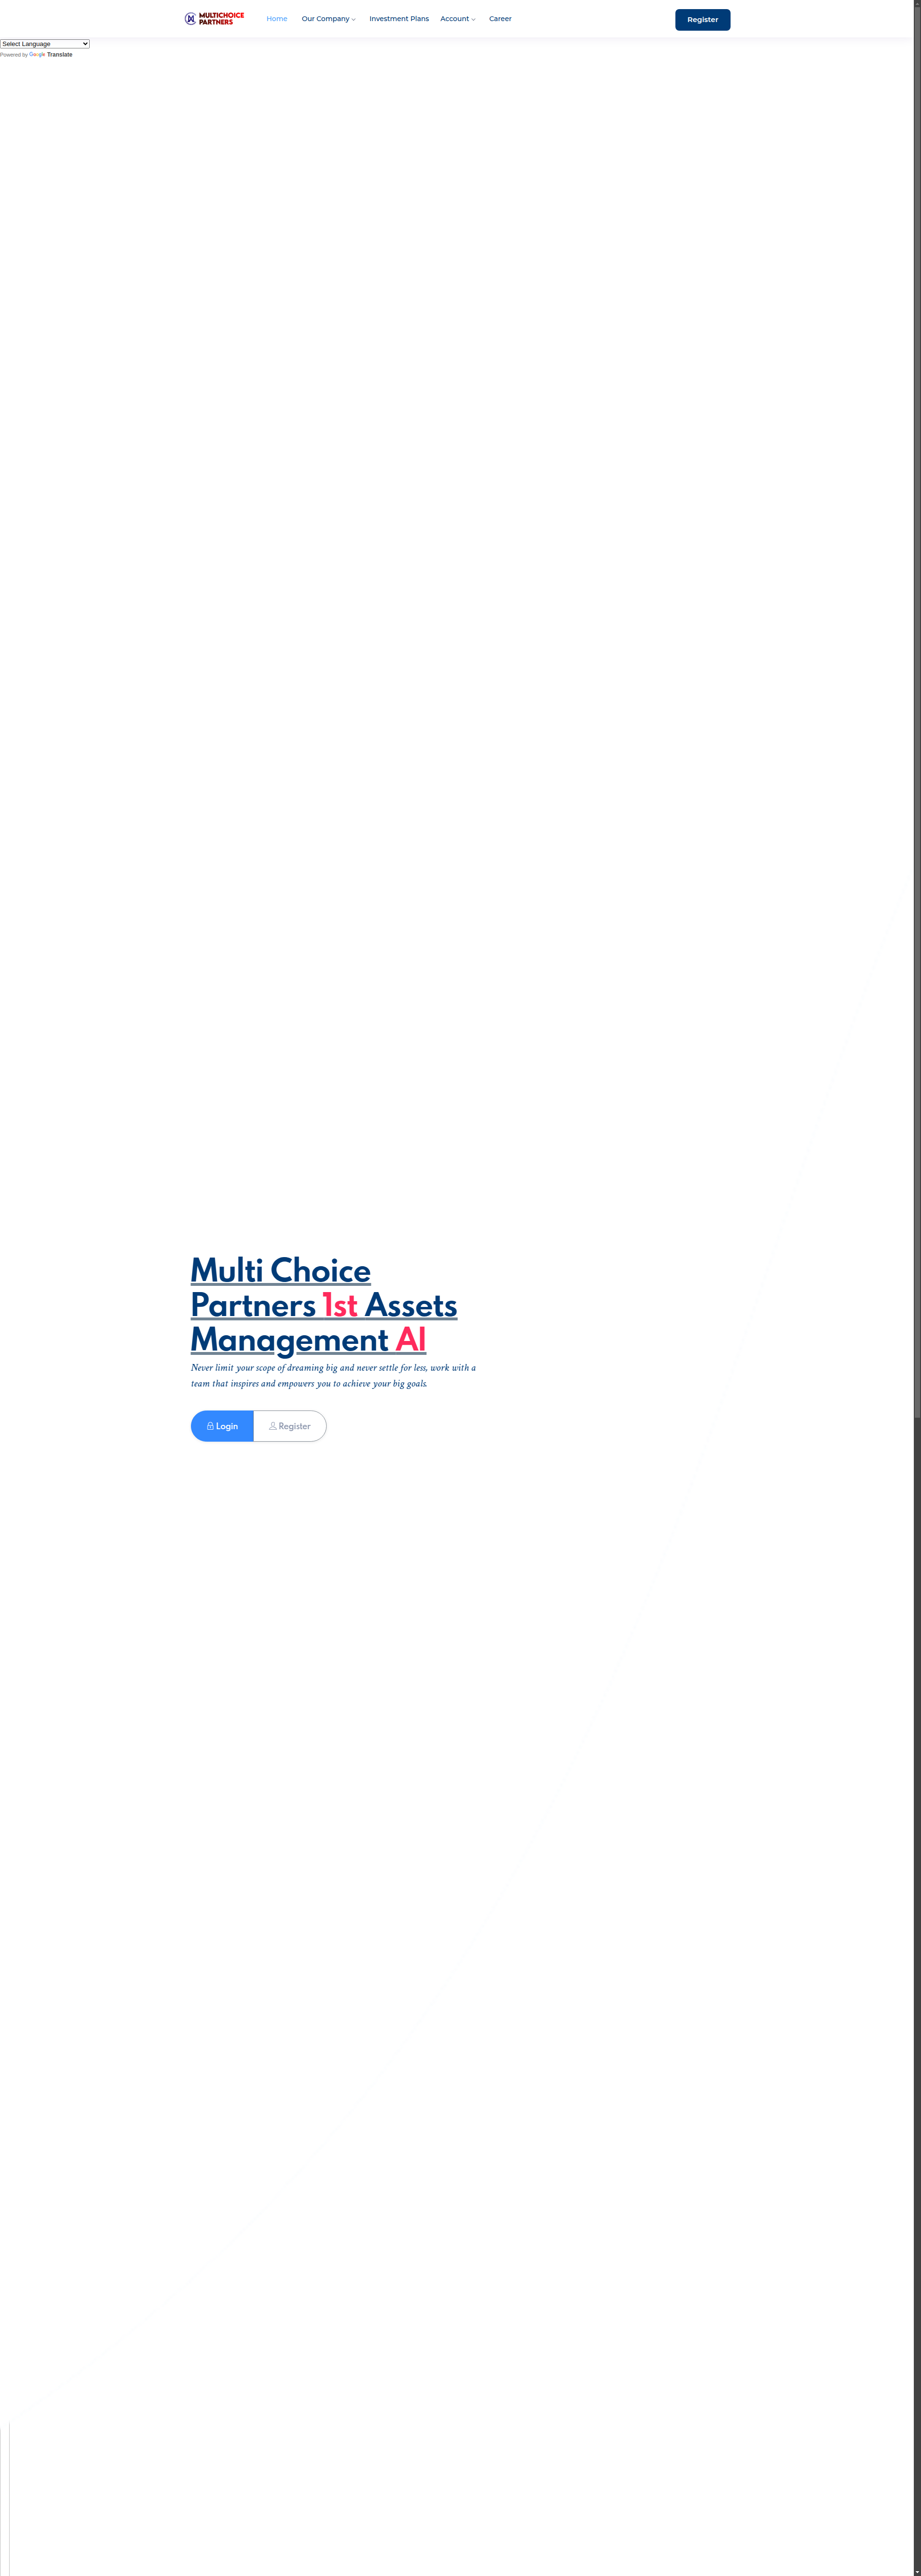 MULTICHOICE
PARTNERS
Home Our Company Investment Plans Account Career Register
Select Language
Powered by Google Translate
Multi Choice
Partners 1st Assets
Management AI
Never limit your scope of dreaming big and never settle for less, work with a
team that inspires and empowers you to achieve your big goals.
Login Register